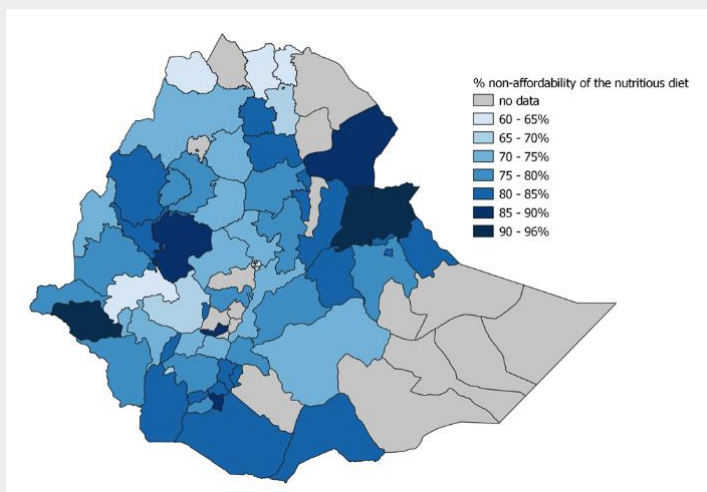 % non-affordability of the nutritious diet
no data
60 - 65%
65 - 70%
70 - 75%
75 - 80%
80 - 85%
85 - 90%
90 - 96%